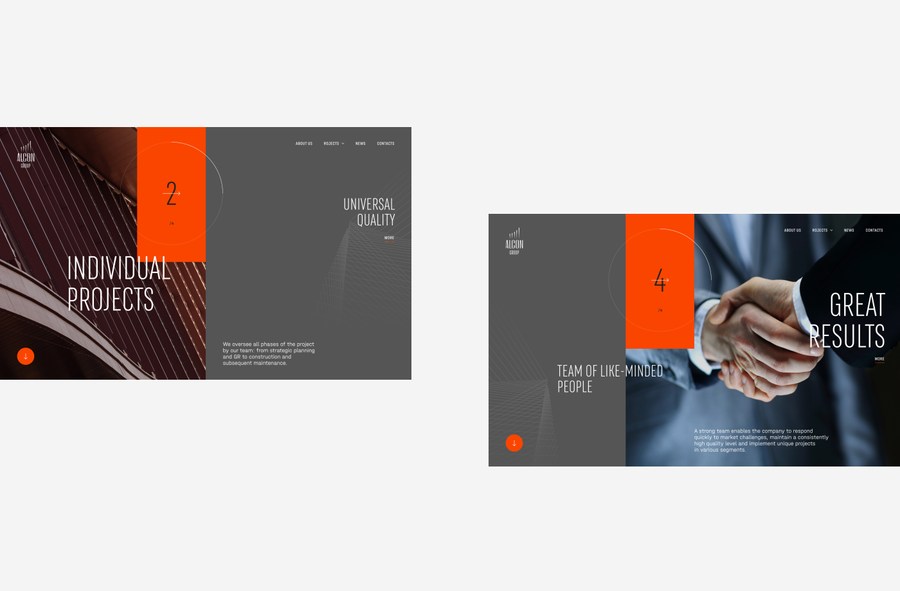 ALCON
GROUP
ABOUT US
ROJECTS
NEWS
CONTACTS
2
UNIVERSAL
QUALITY
MORE
INDIVIDUAL
PROJECTS
We oversee all phases of the project
by our team: from strategic planning
and GR to construction and
subsequent maintenance.
ALCON
GROUP
ABOUT US
ROJECTS
NEWS
CONTACTS
4
GREAT
RESULTS
MORE
TEAM OF LIKE-MINDED
PEOPLE
A strong team enables the company to respond
quickly to market challenges, maintain a consistently
high quality level and implement unique projects
in various segments.